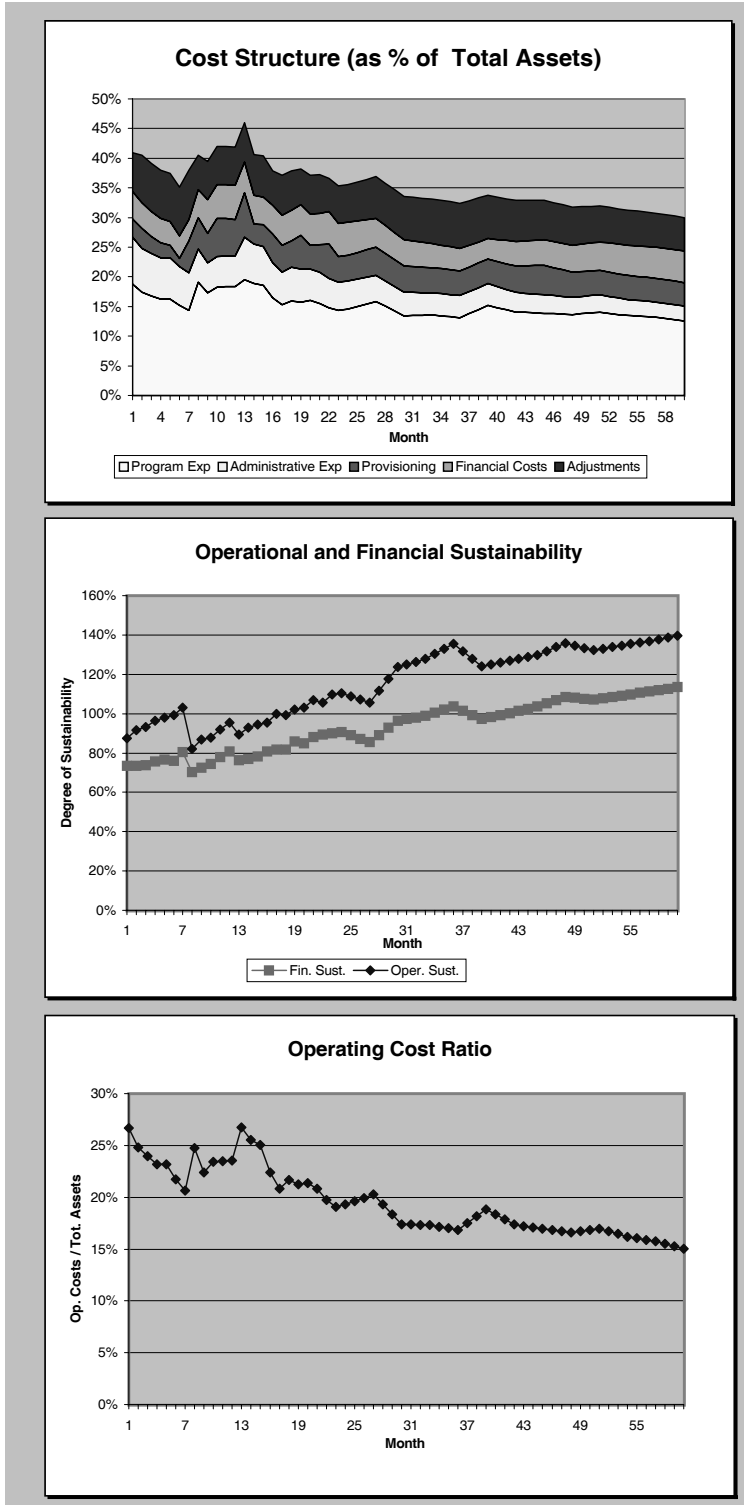 Cost Structure (as % of Total Assets)
50%
45%
40%
35%
30%
25%
20%
15%
10%
5%
0%
1 4 7 10 13 16 19 22 25 28 31 34 37 40 43 46 49 52 55 58
Month
Program Exp Administrative Exp Provisioning Financial Costs Adjustments
Operational and Financial Sustainability
160%
140%
120%
100%
80%
60%
40%
20%
0%
Degree of Sustainability
1 7 13 19 25 31 37 43 49 55
Month
Fin. Sust. Oper. Sust.
Operating Cost Ratio
30%
25%
20%
15%
10%
5%
0%
Op. Costs / Tot. Assets
1 7 13 19 25 31 37 43 49 55
Month